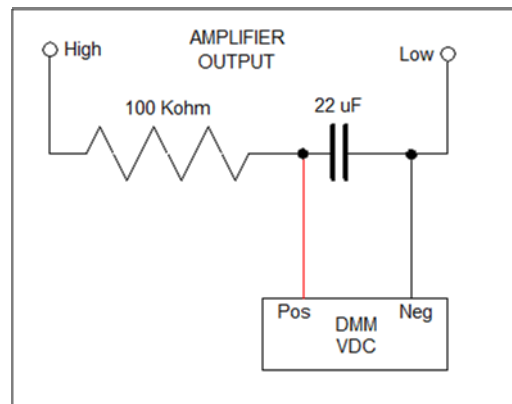 AMPLIFIER
OUTPUT
High
Low
100 Kohm
22 uF
Pos
Neg
DMM
VDC